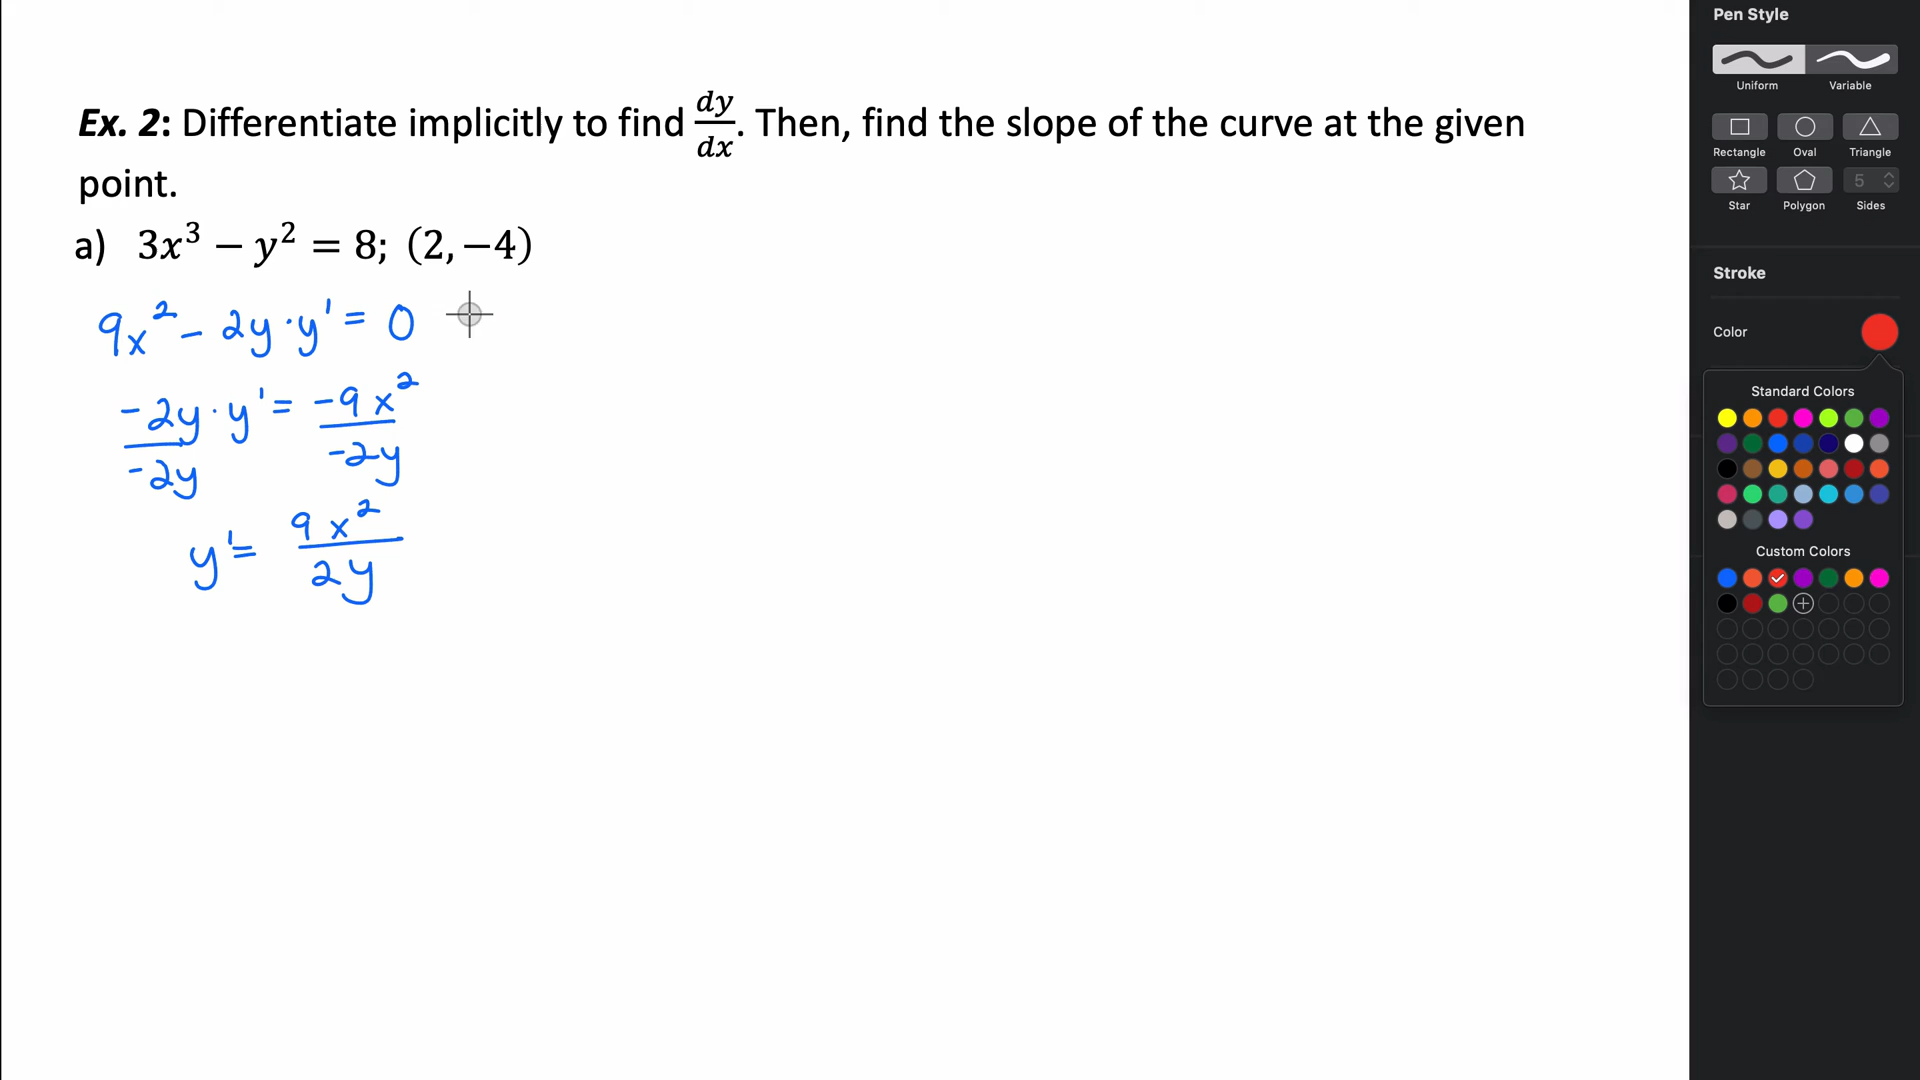 Ex. 2: Differentiate implicitly to find dy/dx. Then, find the slope of the curve at the given
point.
a) 3x³ − y² = 8; (2, −4)
9x² - 2y · y' = 0
-2y · y' / -2y = -9x² / -2y
y' = 9x² / 2y
Pen Style
Uniform Variable
Rectangle Oval Triangle
5
Star Polygon Sides
Stroke
Color
Standard Colors
Custom Colors